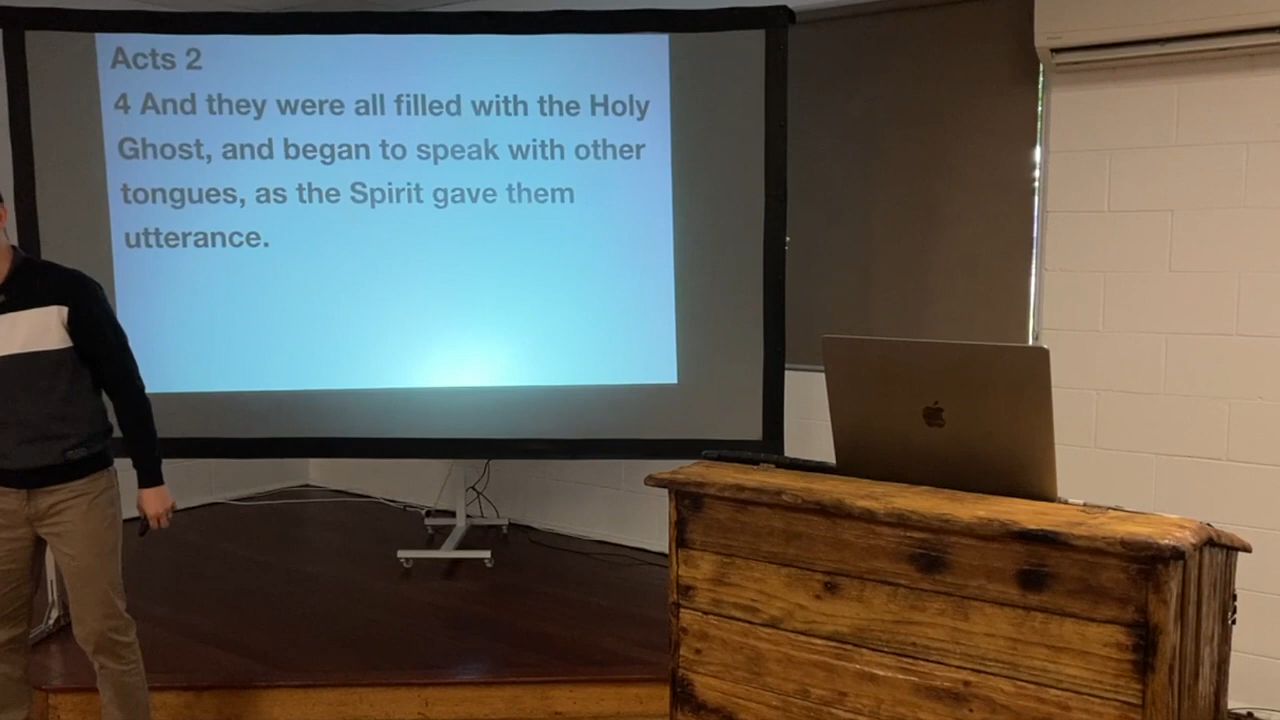 Acts 2
4 And they were all filled with the Holy
Ghost, and began to speak with other
tongues, as the Spirit gave them
utterance.